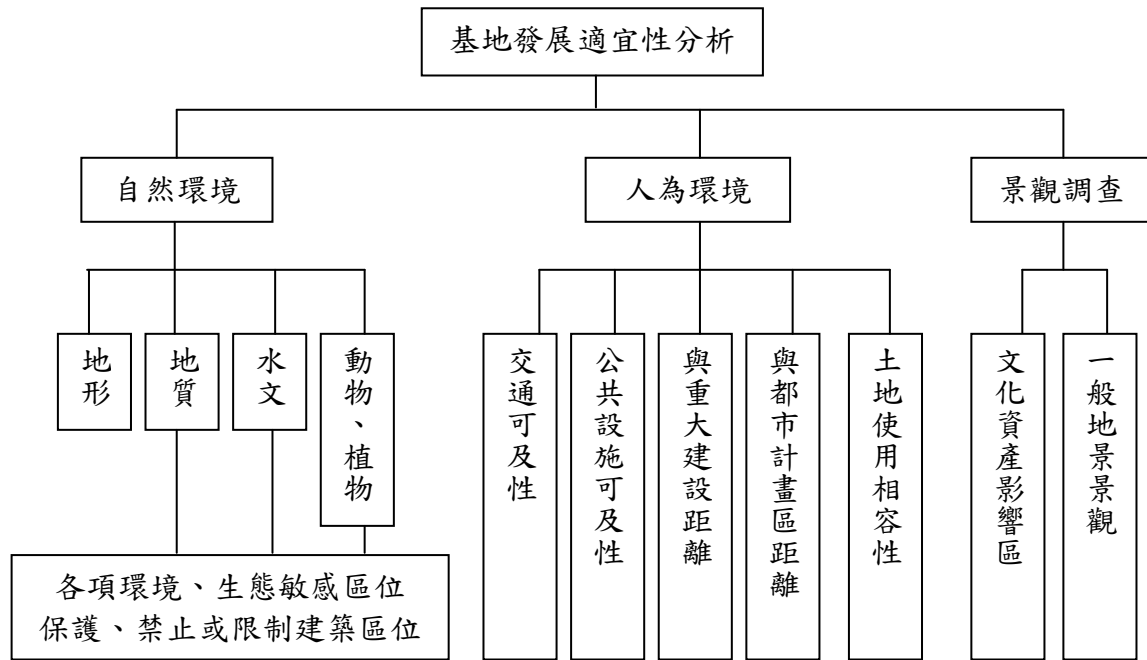 基地發展適宜性分析
自然環境
人為環境
景觀調查
地形
地質
水文
動物、植物
交通可及性
公共設施可及性
與重大建設距離
與都市計畫區距離
土地使用相容性
文化資產影響區
一般地景景觀
各項環境、生態敏感區位
保護、禁止或限制建築區位